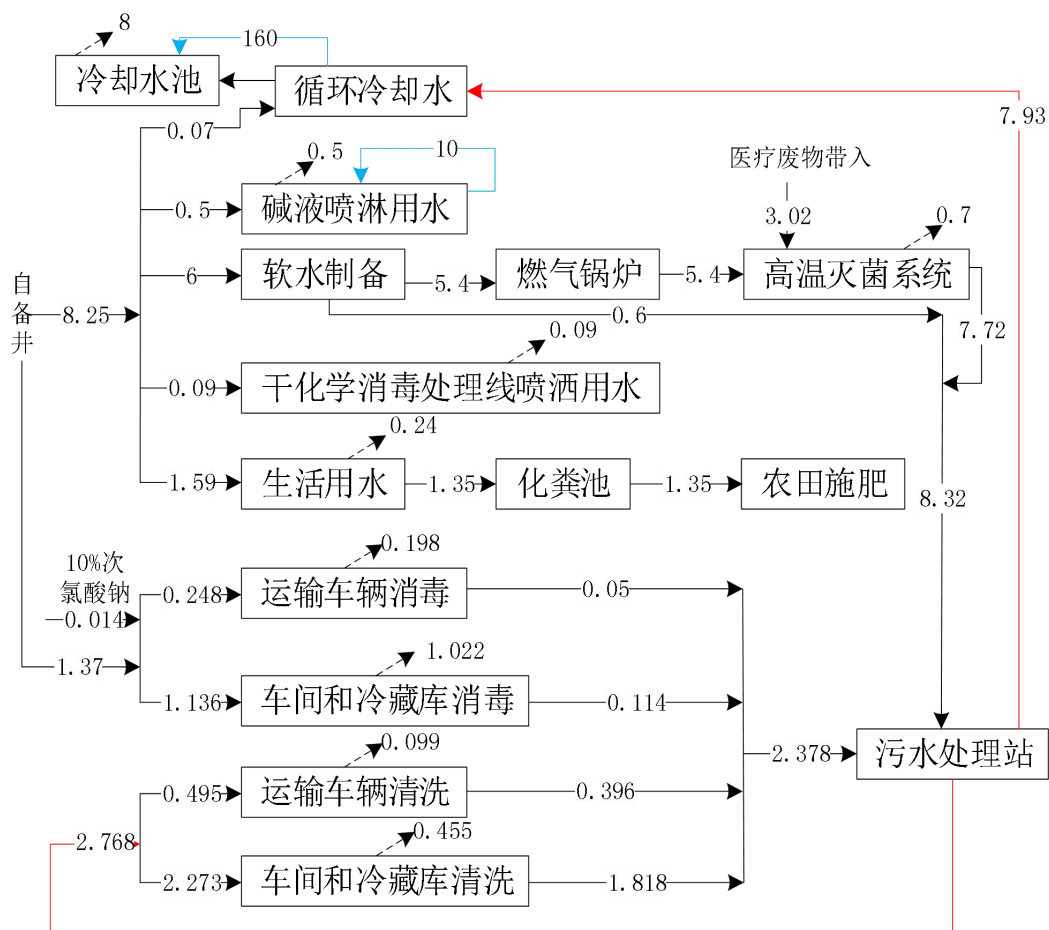 8
160
冷却水池
循环冷却水
7.93
0.07
0.5
10
医疗废物带入
0.5
碱液喷淋用水
3.02
0.7
6
软水制备
5.4
燃气锅炉
5.4
高温灭菌系统
自备井
8.25
0.6
7.72
0.09
0.09
干化学消毒处理线喷洒用水
0.24
1.59
生活用水
1.35
化粪池
1.35
农田施肥
8.32
10%次
氯酸钠
0.014
0.198
0.248
运输车辆消毒
0.05
1.37
1.022
1.136
车间和冷藏库消毒
0.114
0.099
2.378
污水处理站
0.495
运输车辆清洗
0.396
2.768
0.455
2.273
车间和冷藏库清洗
1.818